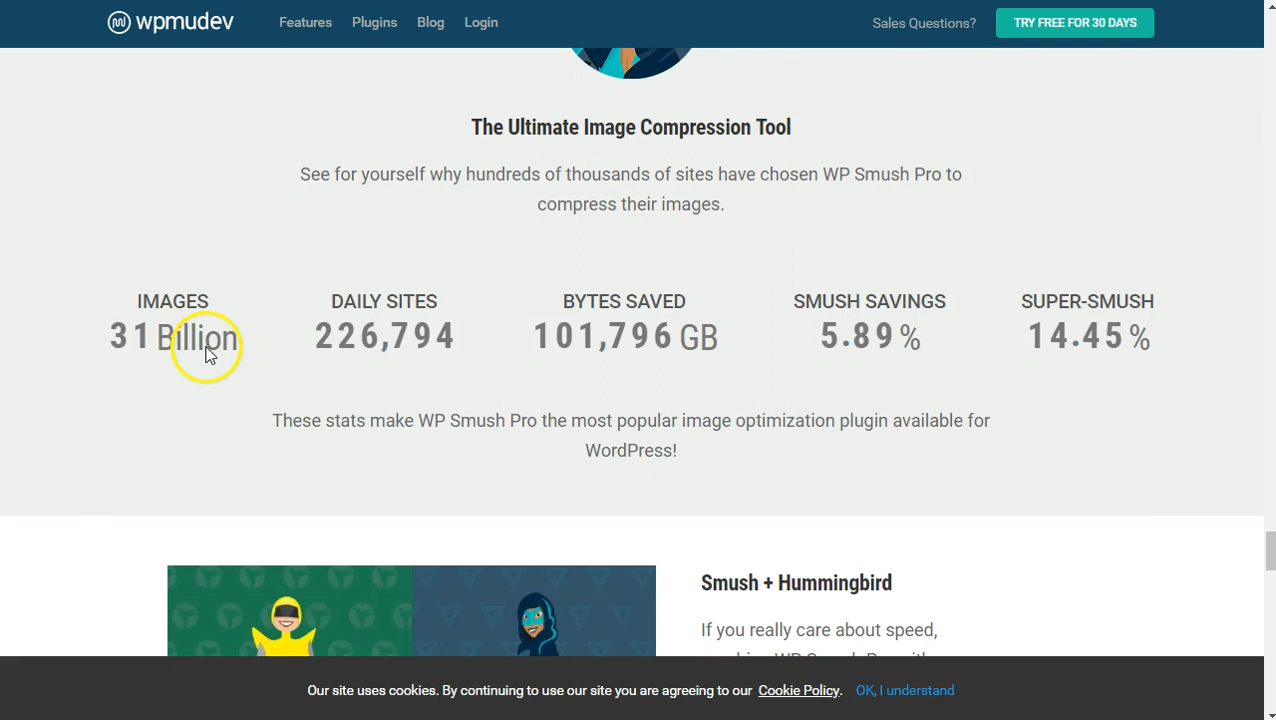 wpmudev Features Plugins Blog Login Sales Questions? TRY FREE FOR 30 DAYS
The Ultimate Image Compression Tool
See for yourself why hundreds of thousands of sites have chosen WP Smush Pro to
compress their images.
IMAGES DAILY SITES BYTES SAVED SMUSH SAVINGS SUPER-SMUSH
31 Billion 226,794 101,796 GB 5.89 % 14.45 %
These stats make WP Smush Pro the most popular image optimization plugin available for
WordPress!
Smush + Hummingbird
If you really care about speed,
Our site uses cookies. By continuing to use our site you are agreeing to our Cookie Policy. OK, I understand